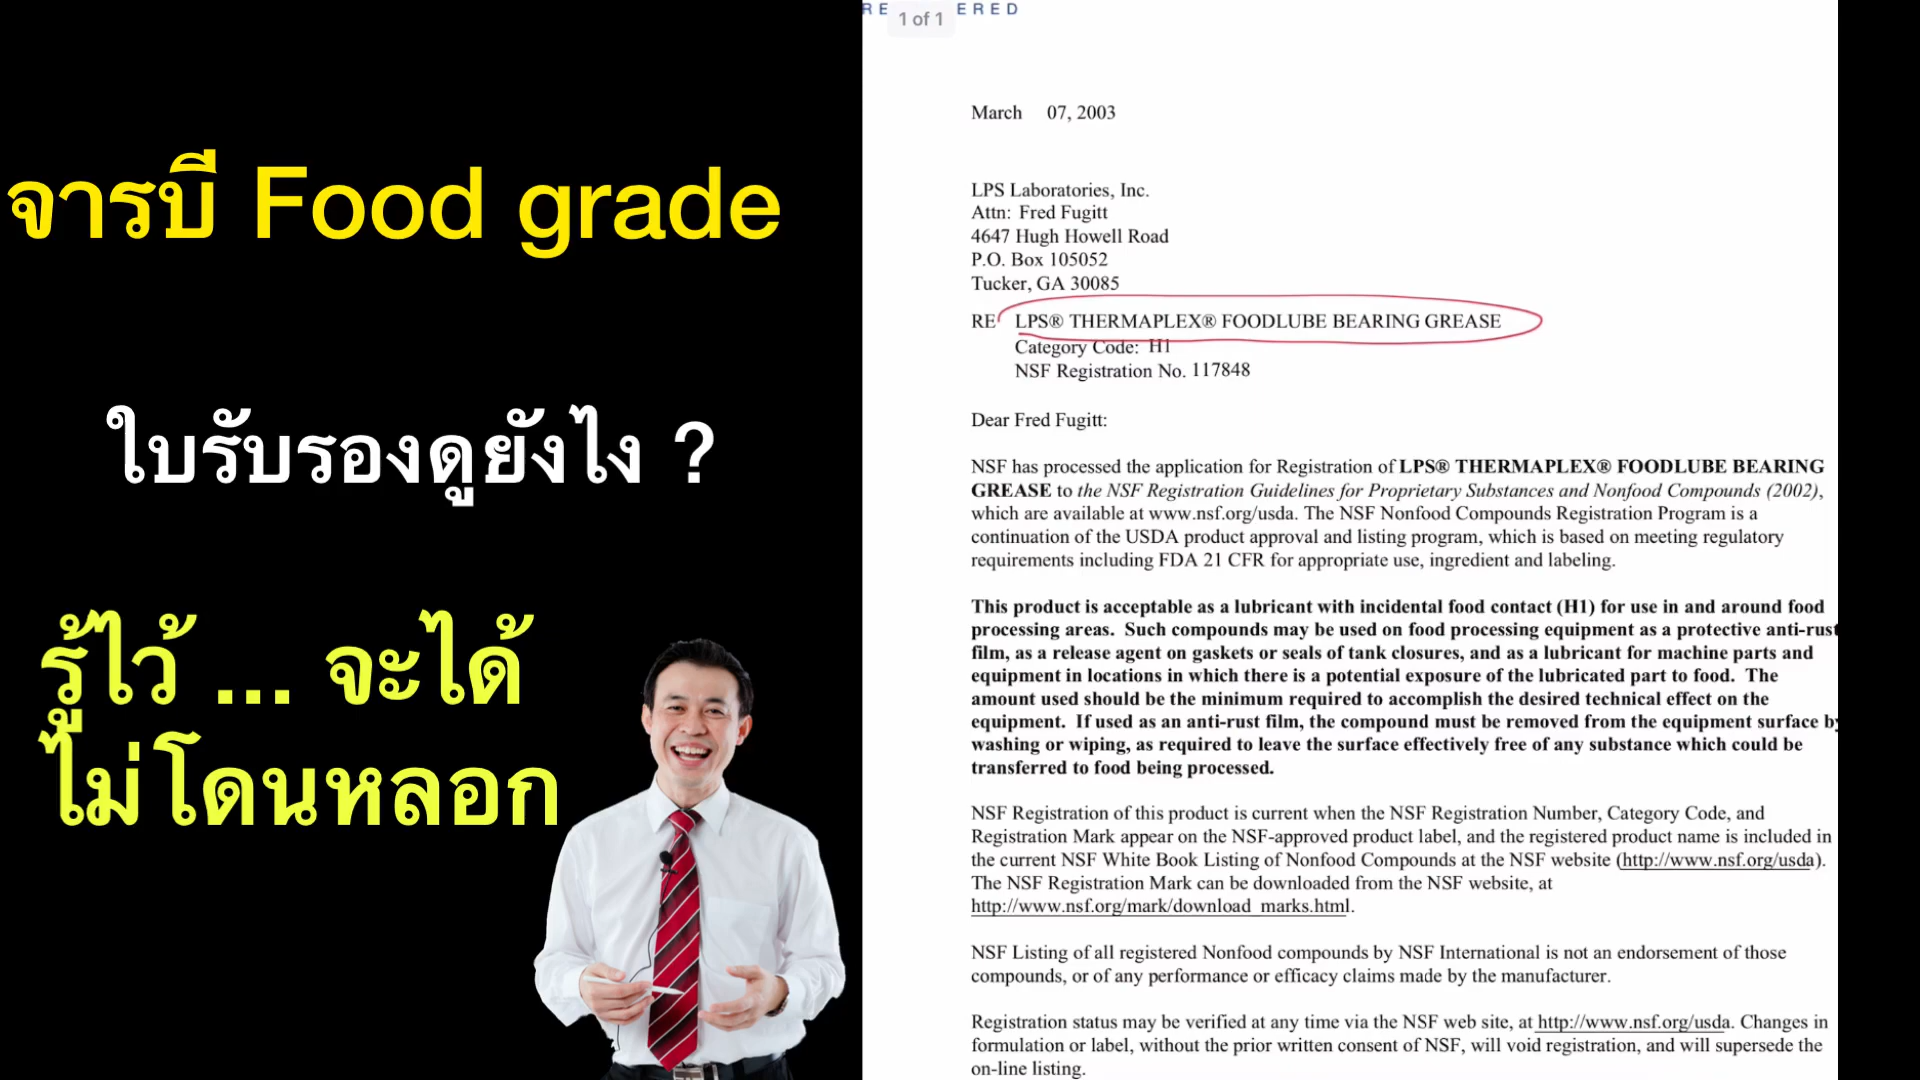 จารบี Food grade
ใบรับรองดูยังไง ?
รู้ไว้ ... จะได้
ไม่โดนหลอก
RE
ERED
1 of 1
March 07, 2003
LPS Laboratories, Inc.
Attn: Fred Fugitt
4647 Hugh Howell Road
P.O. Box 105052
Tucker, GA 30085
RE LPS® THERMAPLEX® FOODLUBE BEARING GREASE
Category Code: H1
NSF Registration No. 117848
Dear Fred Fugitt:
NSF has processed the application for Registration of LPS® THERMAPLEX® FOODLUBE BEARING
GREASE to the NSF Registration Guidelines for Proprietary Substances and Nonfood Compounds (2002),
which are available at www.nsf.org/usda. The NSF Nonfood Compounds Registration Program is a
continuation of the USDA product approval and listing program, which is based on meeting regulatory
requirements including FDA 21 CFR for appropriate use, ingredient and labeling.
This product is acceptable as a lubricant with incidental food contact (H1) for use in and around food
processing areas. Such compounds may be used on food processing equipment as a protective anti-rust
film, as a release agent on gaskets or seals of tank closures, and as a lubricant for machine parts and
equipment in locations in which there is a potential exposure of the lubricated part to food. The
amount used should be the minimum required to accomplish the desired technical effect on the
equipment. If used as an anti-rust film, the compound must be removed from the equipment surface by
washing or wiping, as required to leave the surface effectively free of any substance which could be
transferred to food being processed.
NSF Registration of this product is current when the NSF Registration Number, Category Code, and
Registration Mark appear on the NSF-approved product label, and the registered product name is included in
the current NSF White Book Listing of Nonfood Compounds at the NSF website (http://www.nsf.org/usda).
The NSF Registration Mark can be downloaded from the NSF website, at
http://www.nsf.org/mark/download_marks.html.
NSF Listing of all registered Nonfood compounds by NSF International is not an endorsement of those
compounds, or of any performance or efficacy claims made by the manufacturer.
Registration status may be verified at any time via the NSF web site, at http://www.nsf.org/usda. Changes in
formulation or label, without the prior written consent of NSF, will void registration, and will supersede the
on-line listing.